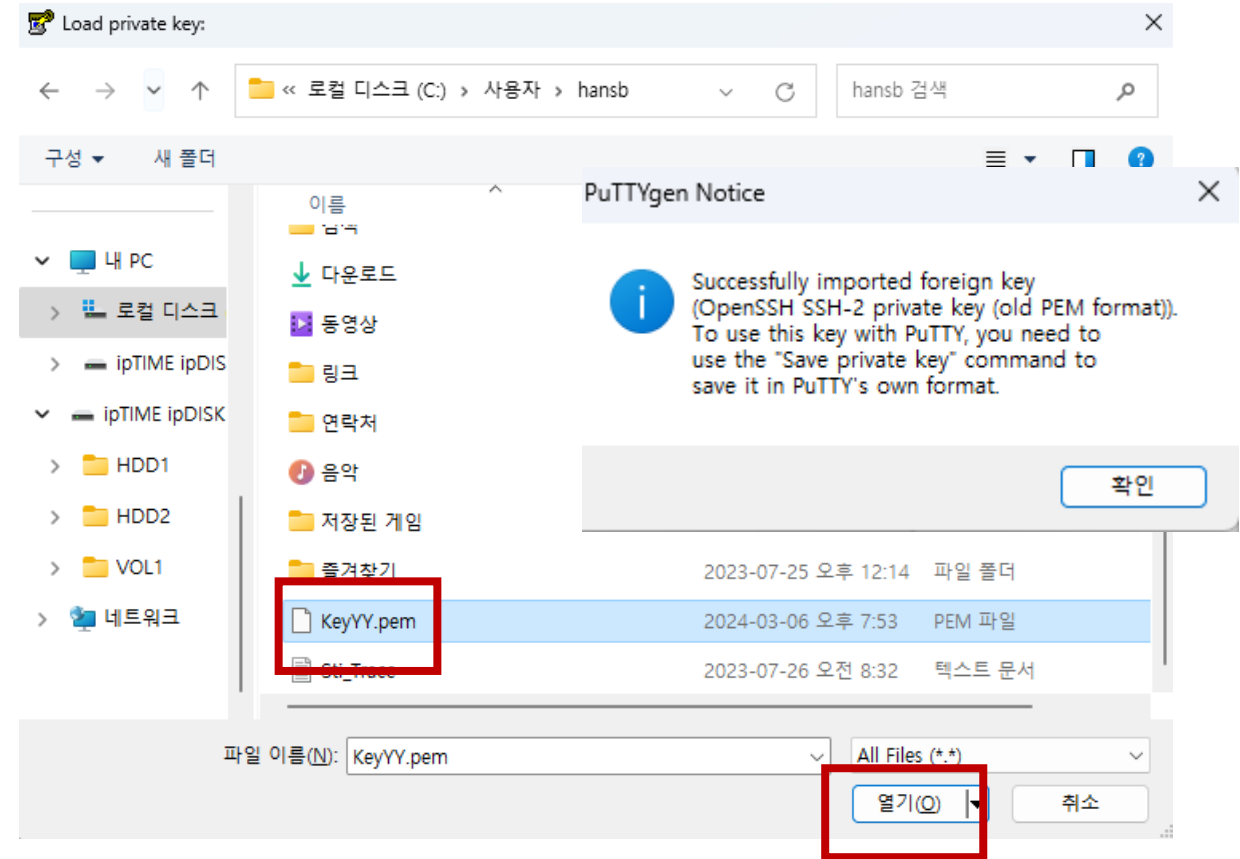 Load private key:
« 로컬 디스크 (C:) › 사용자 › hansb
hansb 검색
구성
새 폴더
이름
검색
다운로드
동영상
링크
연락처
음악
저장된 게임
즐겨찾기 2023-07-25 오후 12:14 파일 폴더
KeyYY.pem 2024-03-06 오후 7:53 PEM 파일
Sti_Trace 2023-07-26 오전 8:32 텍스트 문서
내 PC
로컬 디스크
ipTIME ipDIS
ipTIME ipDISK
HDD1
HDD2
VOL1
네트워크
PuTTYgen Notice
Successfully imported foreign key
(OpenSSH SSH-2 private key (old PEM format)).
To use this key with PuTTY, you need to
use the "Save private key" command to
save it in PuTTY's own format.
확인
파일 이름(N): KeyYY.pem
All Files (*.*)
열기(O)
취소